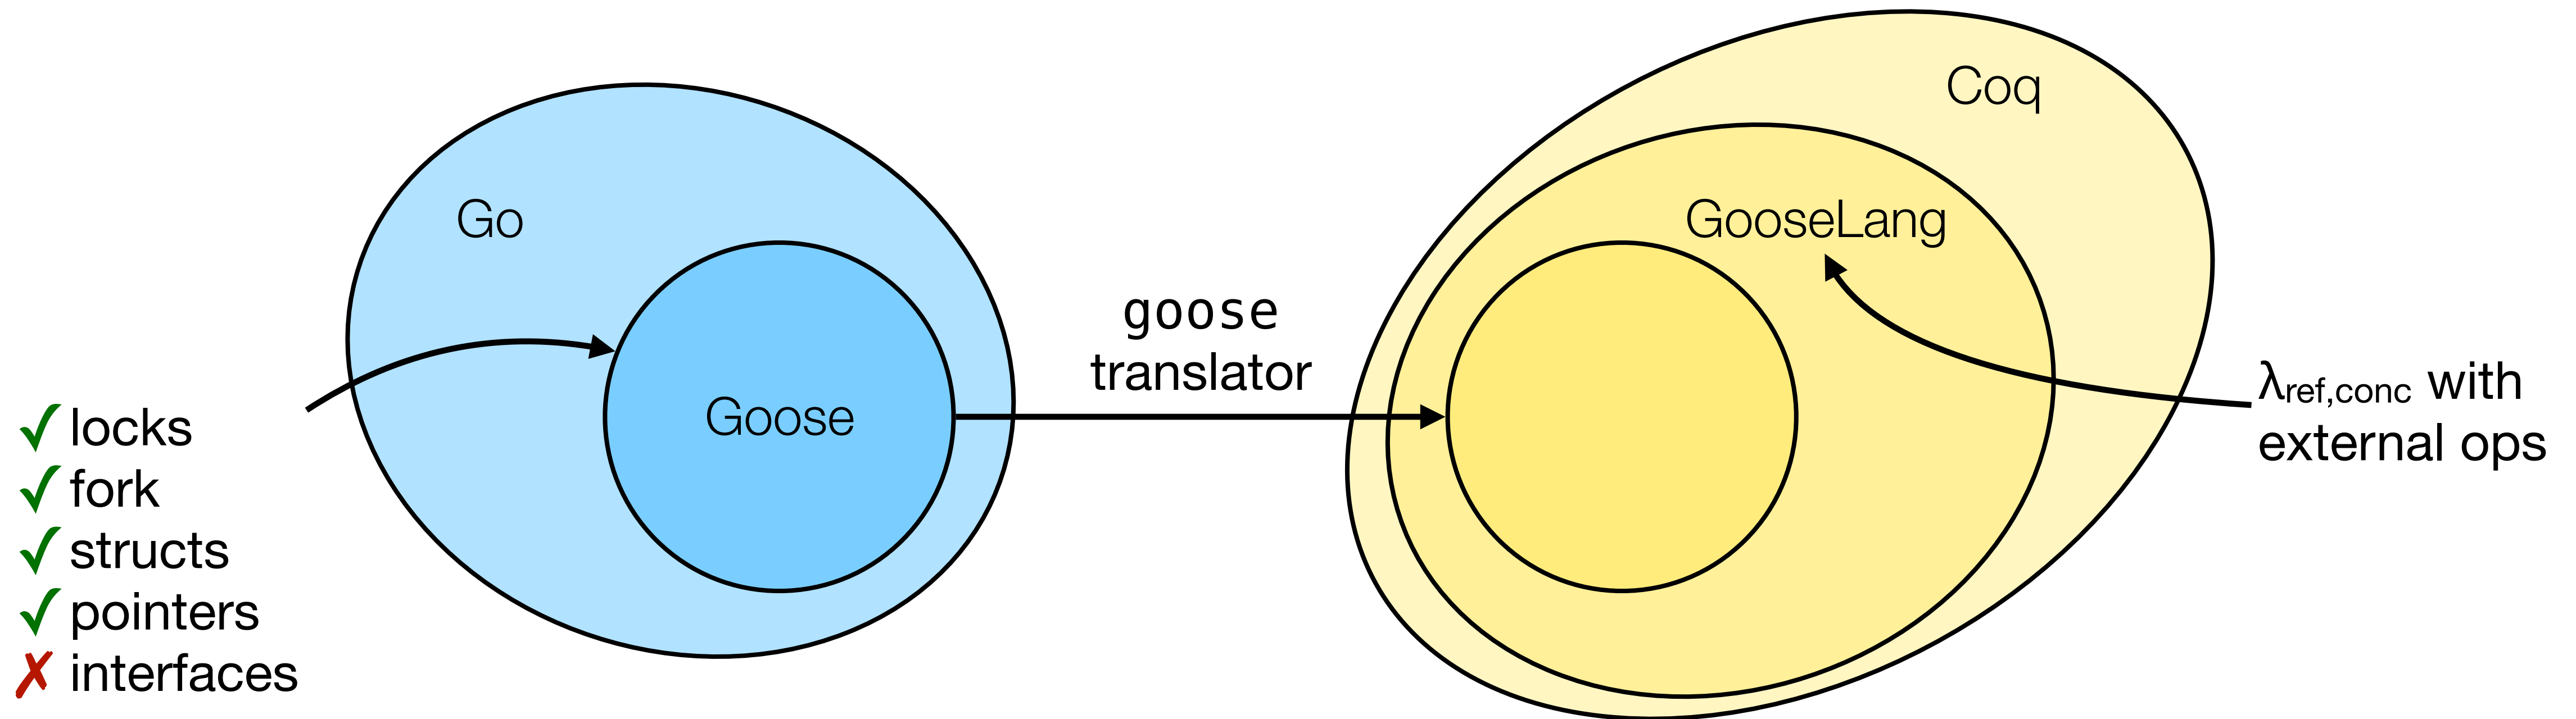 Go
Goose
✓ locks
✓ fork
✓ structs
✓ pointers
✗ interfaces
goose
translator
Coq
GooseLang
λref,conc with
external ops